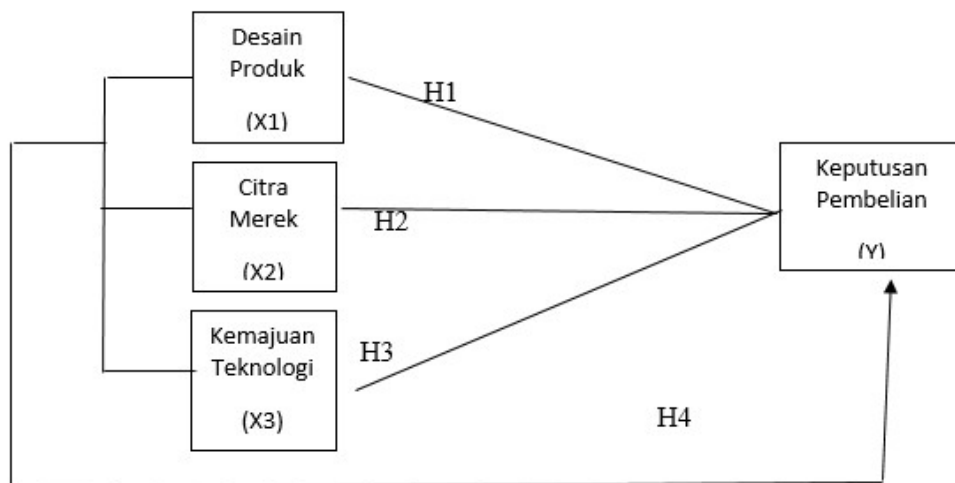 Desain
Produk
(X1)
H1
Citra
Merek
(X2)
H2
Keputusan
Pembelian
(Y)
Kemajuan
Teknologi
(X3)
H3
H4